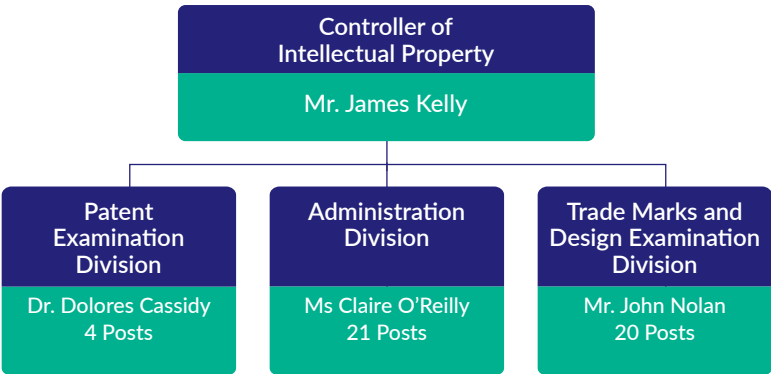 Controller of
Intellectual Property
Mr. James Kelly
Patent
Examination
Division
Dr. Dolores Cassidy
4 Posts
Administration
Division
Ms Claire O’Reilly
21 Posts
Trade Marks and
Design Examination
Division
Mr. John Nolan
20 Posts